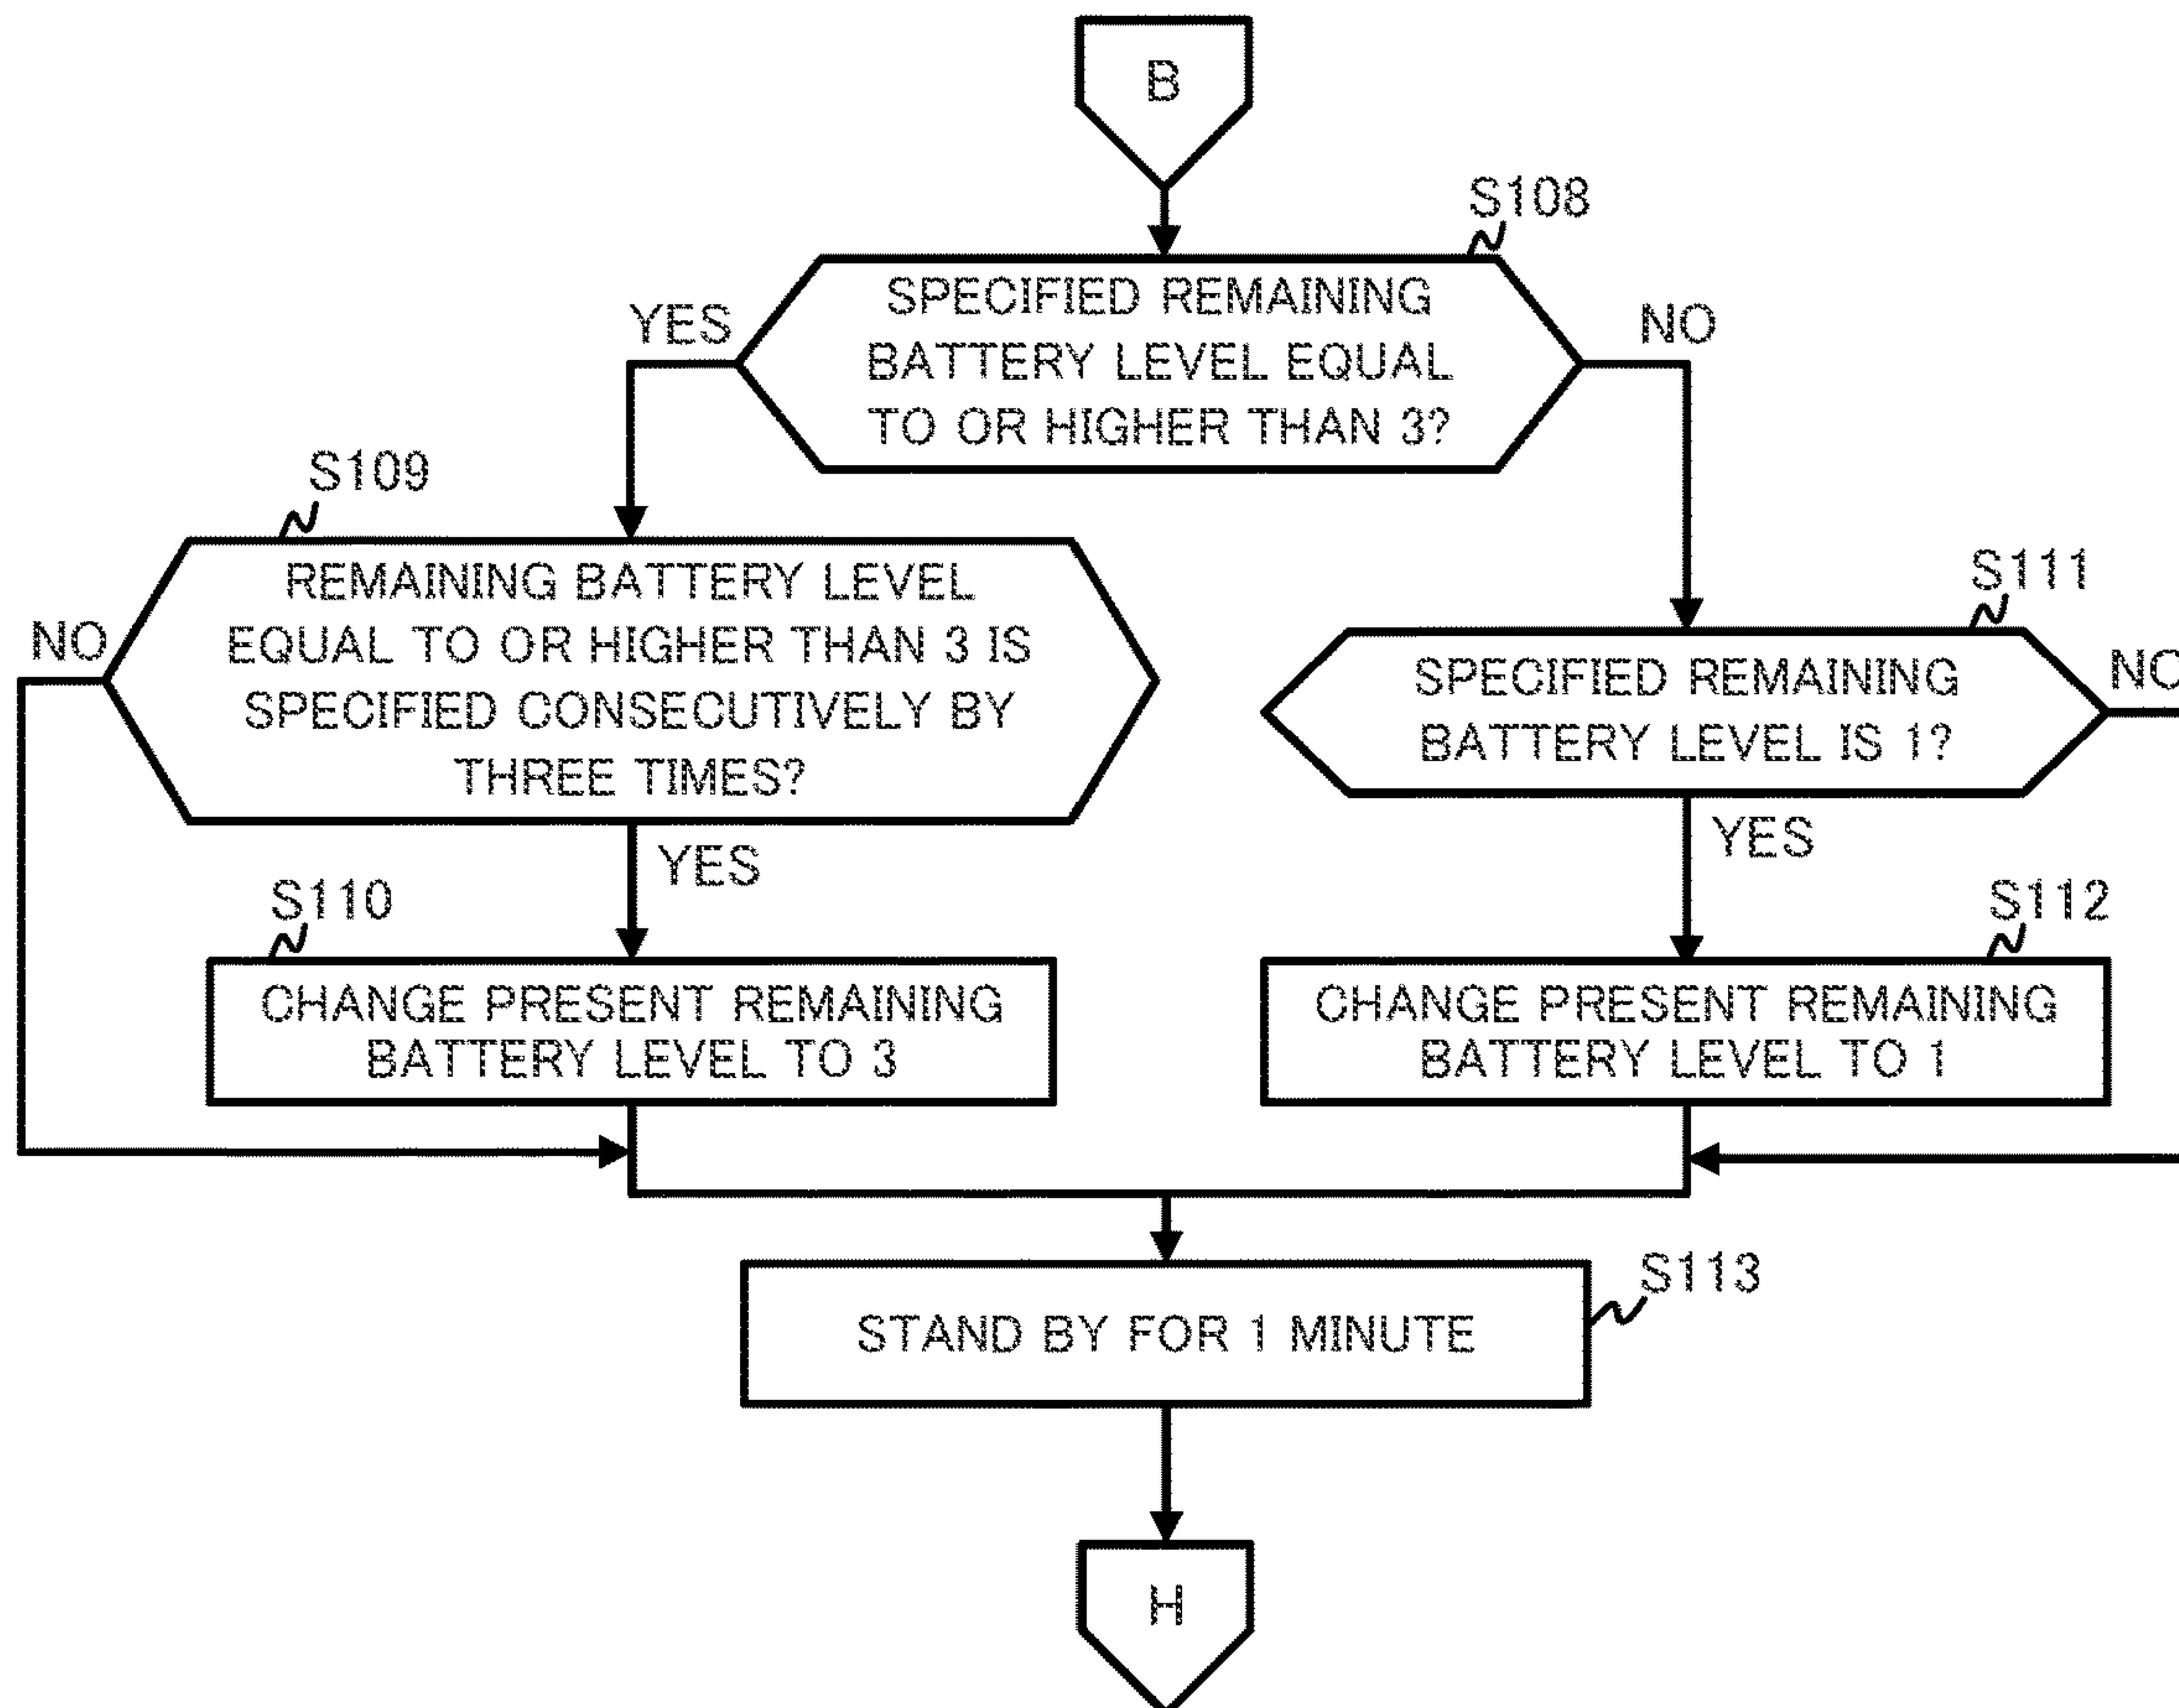 B
S108
SPECIFIED REMAINING
BATTERY LEVEL EQUAL
TO OR HIGHER THAN 3?
YES
NO
S109
REMAINING BATTERY LEVEL
EQUAL TO OR HIGHER THAN 3 IS
SPECIFIED CONSECUTIVELY BY
THREE TIMES?
NO
YES
S111
SPECIFIED REMAINING
BATTERY LEVEL IS 1?
NO
YES
S110
CHANGE PRESENT REMAINING
BATTERY LEVEL TO 3
S112
CHANGE PRESENT REMAINING
BATTERY LEVEL TO 1
S113
STAND BY FOR 1 MINUTE
H